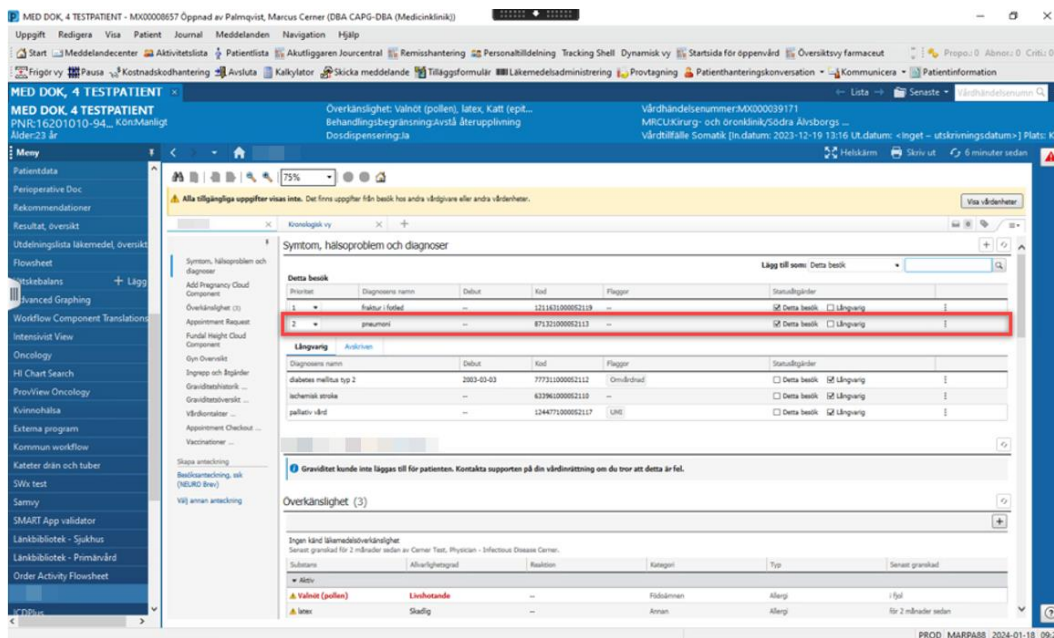 MED DOK, 4 TESTPATIENT - MX00008657 Öppnad av Palmqvist, Marcus Cerner (DBA CAPG-DBA (Medicinklinik))
Uppgift Redigera Visa Patient Journal Meddelanden Navigation Hjälp
Start Meddelandecenter Aktivitetslista Patientlista Akutliggaren Jourcentral Remisshantering Personaltilldelning Tracking Shell Dynamisk vy Startsida för öppenvård Översiktsvy farmaceut Propo.: 0 Abnor.: 0 Criti.: 0
Frigör vy Pausa Kostnadskodhantering Avsluta Kalkylator Skicka meddelande Tilläggsformulär Läkemedelsadministrering Provtagning Patienthanteringskonversation Kommunicera Patientinformation
MED DOK, 4 TESTPATIENT Lista Senaste Vårdhändelsenumn
MED DOK, 4 TESTPATIENT Överkänslighet: Valnöt (pollen), latex, Katt (epit... Vårdhändelsenummer:MX000039171
PNR:16201010-94... Kön:Manligt Behandlingsbegränsning:Avstå återupplivning MRCU:Kirurg- och öronklinik/Södra Älvsborgs ...
Ålder:23 år Dosdispensering:Ja Vårdtillfälle Somatik [In.datum: 2023-12-19 13:16 Ut.datum: <Inget – utskrivningsdatum>] Plats: K
Meny Helskärm Skriv ut 6 minuter sedan
Patientdata
Perioperative Doc
Rekommendationer
Resultat, översikt
Utdelningslista läkemedel, översikt
Flowsheet
Vätskebalans + Lägg
Advanced Graphing
Workflow Component Translations
Intensivist View
Oncology
HI Chart Search
ProvView Oncology
Kvinnohälsa
Externa program
Kommun workflow
Kateter drän och tuber
SWx test
Samvy
SMART App validator
Länkbibliotek - Sjukhus
Länkbibliotek - Primärvård
Order Activity Flowsheet
ICDPlus
75%
Alla tillgängliga uppgifter visas inte. Det finns uppgifter från besök hos andra vårdgivare eller andra vårdenheter. Visa vårdenheter
Kronologisk vy
Symtom, hälsoproblem och diagnoser
Add Pregnancy Cloud Component
Överkänslighet (3)
Appointment Request
Fundal Height Cloud Component
Gyn Översikt
Ingrepp och åtgärder
Graviditetshistorik ...
Graviditetsöversikt ...
Vårdkontakter ...
Appointment Checkout ...
Vaccinationer ...
Skapa anteckning
Besöksanteckning, ssk (NEURO Brev)
Välj annan anteckning
Symtom, hälsoproblem och diagnoser
Lägg till som: Detta besök
Detta besök
Prioritet Diagnosens namn Debut Kod Flaggor Statusåtgärder
1 fraktur i fotled -- 1211631000052119 Detta besök Långvarig
2 pneumoni -- 871321000052113 Detta besök Långvarig
Långvarig Avskriven
Diagnosens namn Debut Kod Flaggor Statusåtgärder
diabetes mellitus typ 2 2003-03-03 777311000052112 Omvårdnad Detta besök Långvarig
ischemisk stroke -- 633961000052110 -- Detta besök Långvarig
palliativ vård -- 1244771000052117 UHI Detta besök Långvarig
Graviditet kunde inte läggas till för patienten. Kontakta supporten på din vårdinrättning om du tror att detta är fel.
Överkänslighet (3)
Ingen känd läkemedelsöverkänslighet
Senast granskad för 2 månader sedan av Cerner Test, Physician - Infectious Disease Cerner.
Substans Allvarlighetsgrad Reaktion Kategori Typ Senast granskad
Aktiv
Valnöt (pollen) Livshotande -- Födoämnen Allergi i fjol
latex Skadlig -- Annan Allergi för 2 månader sedan
PROD MARPA88 2024-01-18 09:2